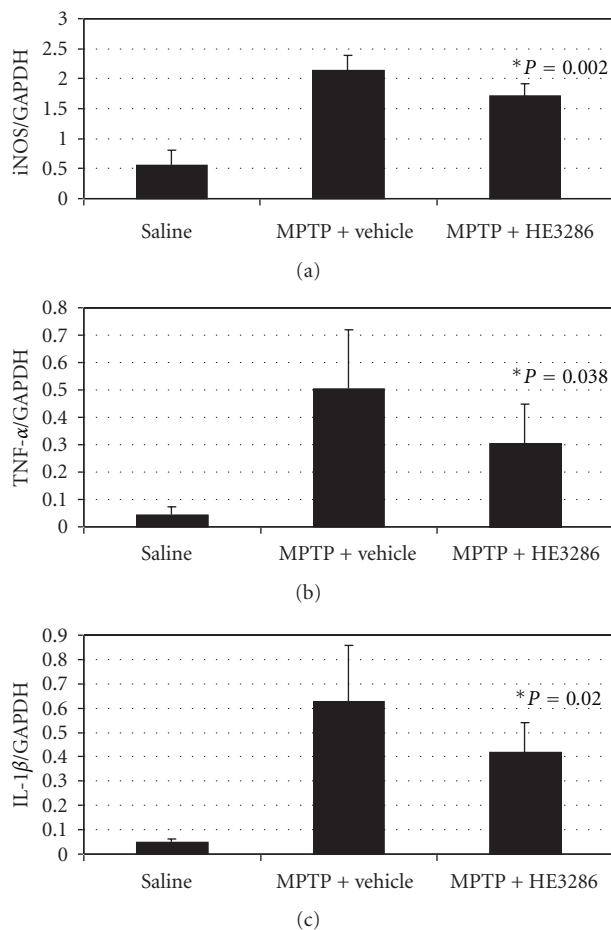 3
2.5
2
1.5
1
0.5
0
iNOS/GAPDH
*P = 0.002
Saline MPTP + vehicle MPTP + HE3286
(a)
0.8
0.7
0.6
0.5
0.4
0.3
0.2
0.1
0
TNF-α/GAPDH
*P = 0.038
Saline MPTP + vehicle MPTP + HE3286
(b)
0.9
0.8
0.7
0.6
0.5
0.4
0.3
0.2
0.1
0
IL-1β/GAPDH
*P = 0.02
Saline MPTP + vehicle MPTP + HE3286
(c)